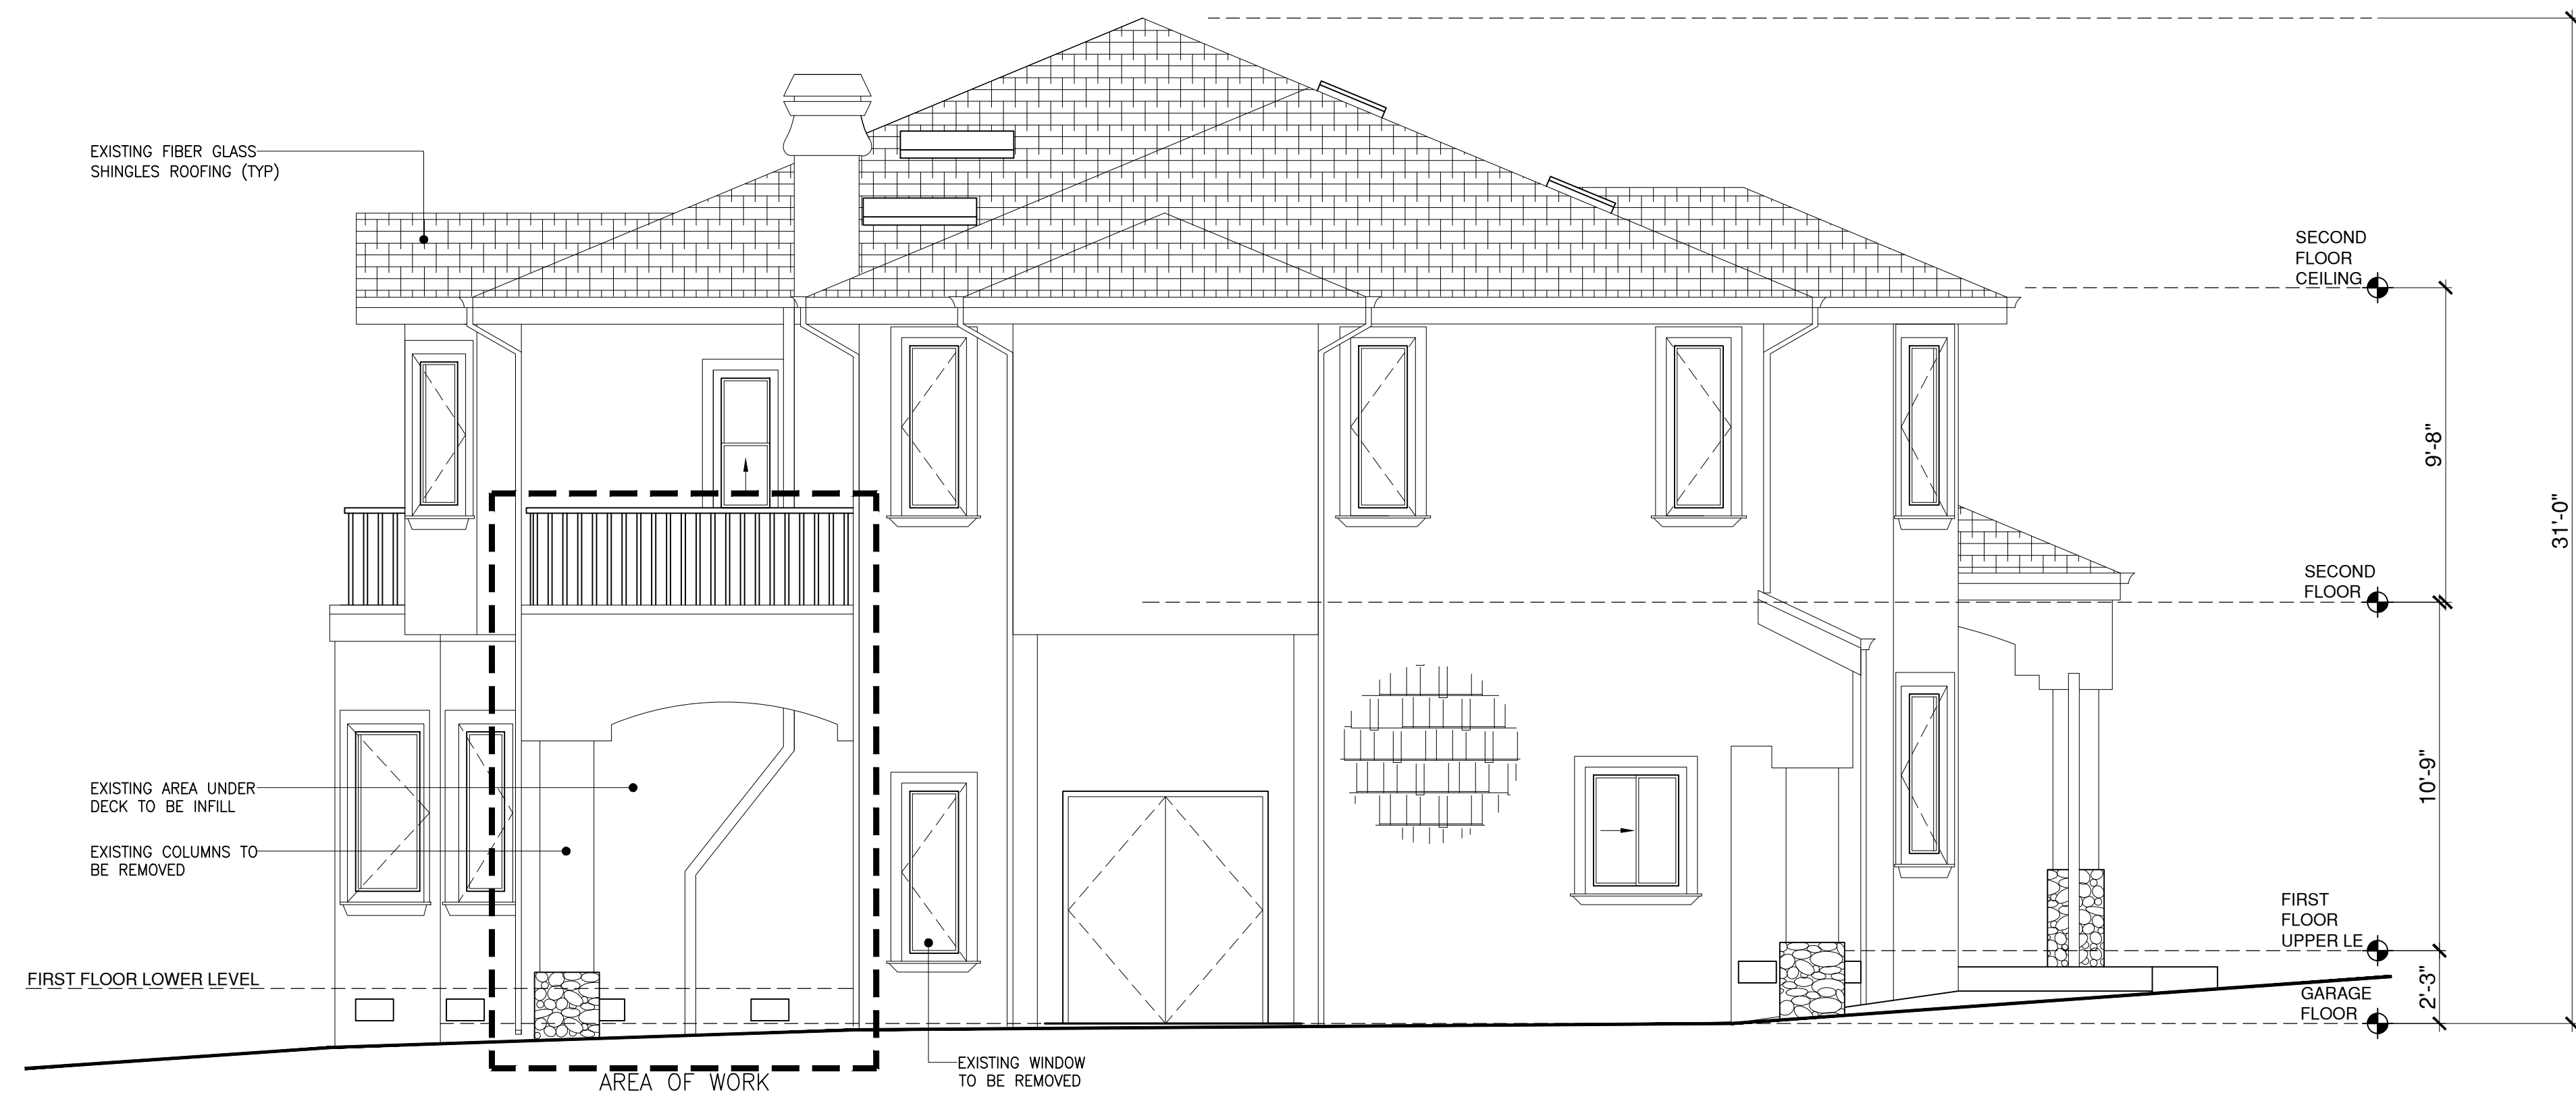 EXISTING FIBER GLASS
SHINGLES ROOFING (TYP)
SECOND
FLOOR
CEILING
9'-8"
31'-0"
SECOND
FLOOR
10'-9"
EXISTING AREA UNDER
DECK TO BE INFILL
EXISTING COLUMNS TO
BE REMOVED
FIRST
FLOOR
UPPER LE
FIRST FLOOR LOWER LEVEL
2'-3"
GARAGE
FLOOR
EXISTING WINDOW
TO BE REMOVED
AREA OF WORK